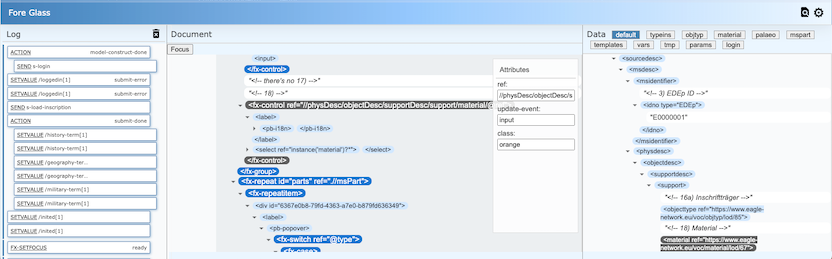 Fore Glass
Log
ACTION model-construct-done
SEND s-login
SETVALUE /loggedin[1] submit-error
SETVALUE /loggedin[1] submit-error
SEND s-load-inscription
ACTION submit-done
SETVALUE /history-term[1]
SETVALUE /history-term[1]
SETVALUE /geography-ter...
SETVALUE /geography-ter...
SETVALUE /military-term[1]
SETVALUE /military-term[1]
SETVALUE /inited[1]
SETVALUE /inited[1]
FX-SETFOCUS ready
Document
Focus
<input>
</fx-control>
"<!-- there's no 17) -->"
"<!-- 18) -->"
<fx-control ref="//physDesc/objectDesc/supportDesc/support/material/@
<label>
<pb-i18n> </pb-i18n>
</label>
<select ref="instance('material')?*"> </select>
</fx-control>
</fx-group>
<fx-repeat id="parts" ref=".//msPart">
<fx-repeatitem>
<div id="6367e0b8-79fd-4363-a7e0-b879fd636349">
<label>
<pb-popover>
<fx-switch ref="@type">
<fx-case>
Attributes
ref:
//physDesc/objectDesc/s
update-event:
input
class:
orange
Data default typeins objtyp material palaeo mspart
templates vars tmp params login
<sourcedesc>
<msdesc>
<msidentifier>
"<!-- 3) EDEp ID -->"
<idno type="EDEp">
"E0000001"
</idno>
</msidentifier>
<physdesc>
<objectdesc>
<supportdesc>
<support>
"<!-- 16a) Inschriftträger -->"
<objecttype ref="https://www.eagle-
network.eu/voc/objtyp/lod/85">
"<!-- 18) Material -->"
<material ref="https://www.eagle-
network.eu/voc/material/lod/67">